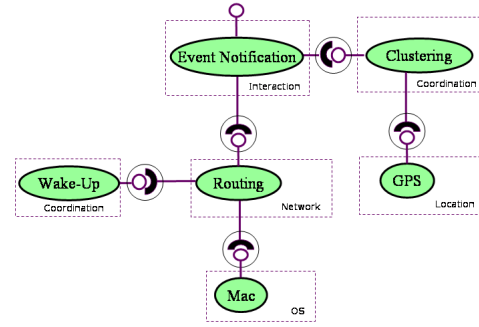 Event Notification
Clustering
Interaction
Coordination
Wake-Up
Routing
GPS
Coordination
Network
Location
Mac
OS